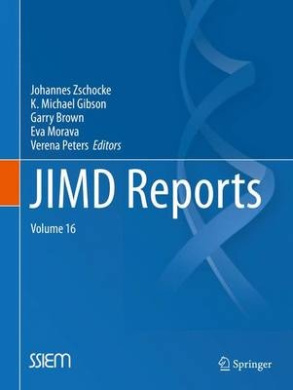 Johannes Zschocke
K. Michael Gibson
Garry Brown
Eva Morava
Verena Peters Editors
JIMD Reports
Volume 16
SSIEM
Springer